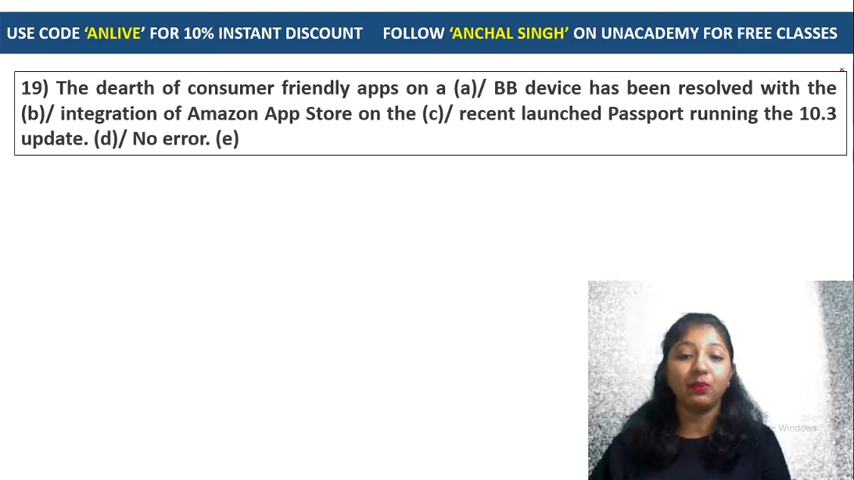 USE CODE ‘ANLIVE’ FOR 10% INSTANT DISCOUNT FOLLOW ‘ANCHAL SINGH’ ON UNACADEMY FOR FREE CLASSES
19) The dearth of consumer friendly apps on a (a)/ BB device has been resolved with the
(b)/ integration of Amazon App Store on the (c)/ recent launched Passport running the 10.3
update. (d)/ No error. (e)
Windows.